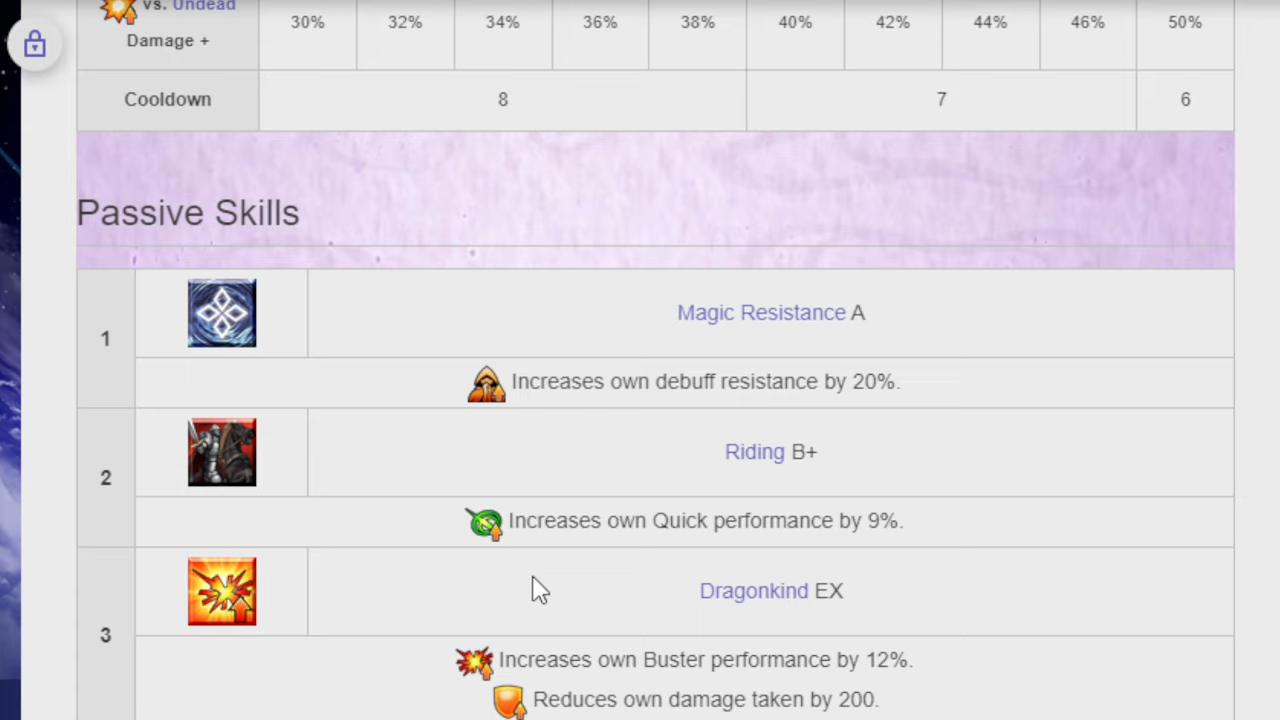 vs. Undead
Damage +
30% 32% 34% 36% 38% 40% 42% 44% 46% 50%
Cooldown 8 7 6
Passive Skills
1 Magic Resistance A
Increases own debuff resistance by 20%.
2 Riding B+
Increases own Quick performance by 9%.
3 Dragonkind EX
Increases own Buster performance by 12%.
Reduces own damage taken by 200.